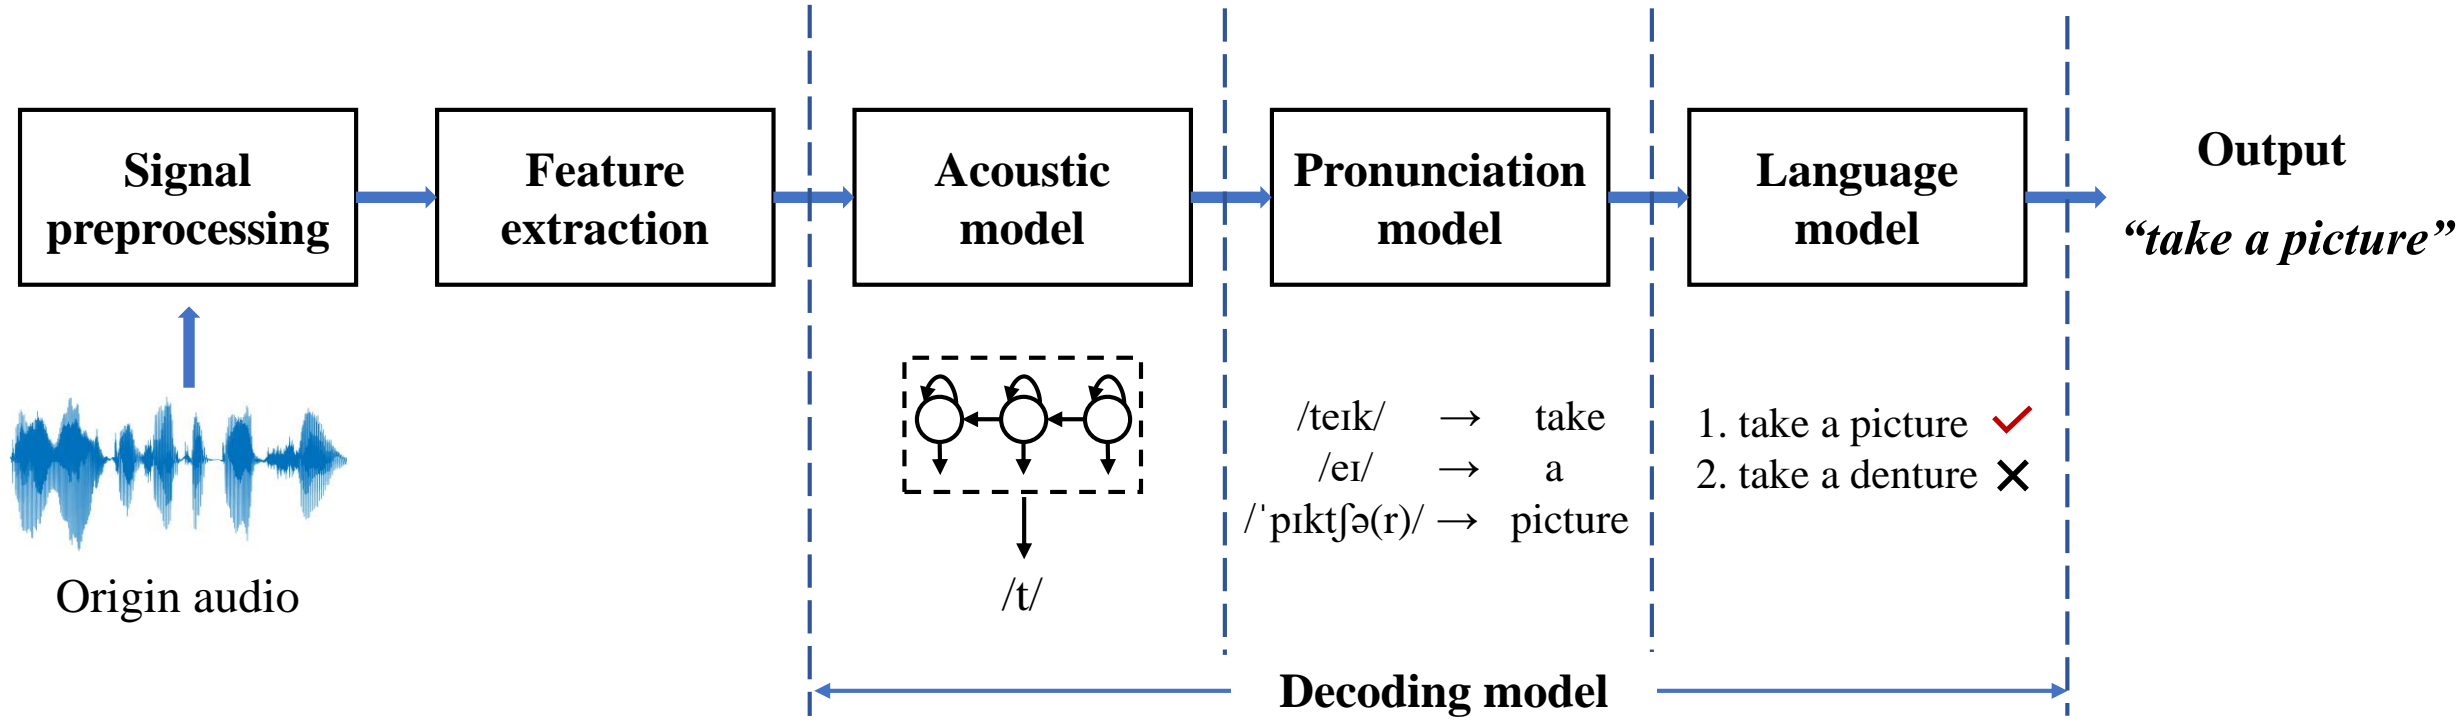 Signal
preprocessing
Feature
extraction
Acoustic
model
Pronunciation
model
Language
model
Output
“take a picture”
Origin audio
/t/
/teɪk/ → take
/eɪ/ → a
/ˈpɪktʃə(r)/ → picture
1. take a picture ✓
2. take a denture ✕
Decoding model